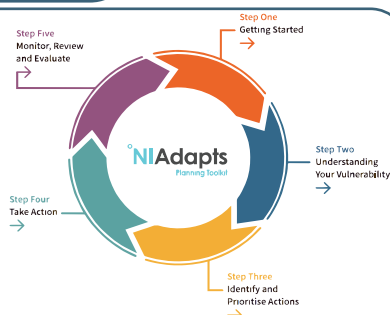 Step One
Getting Started
Step Five
Monitor, Review
and Evaluate
°NIAdapts
Planning Toolkit
Step Two
Understanding
Your Vulnerability
Step Four
Take Action
Step Three
Identify and
Prioritise Actions